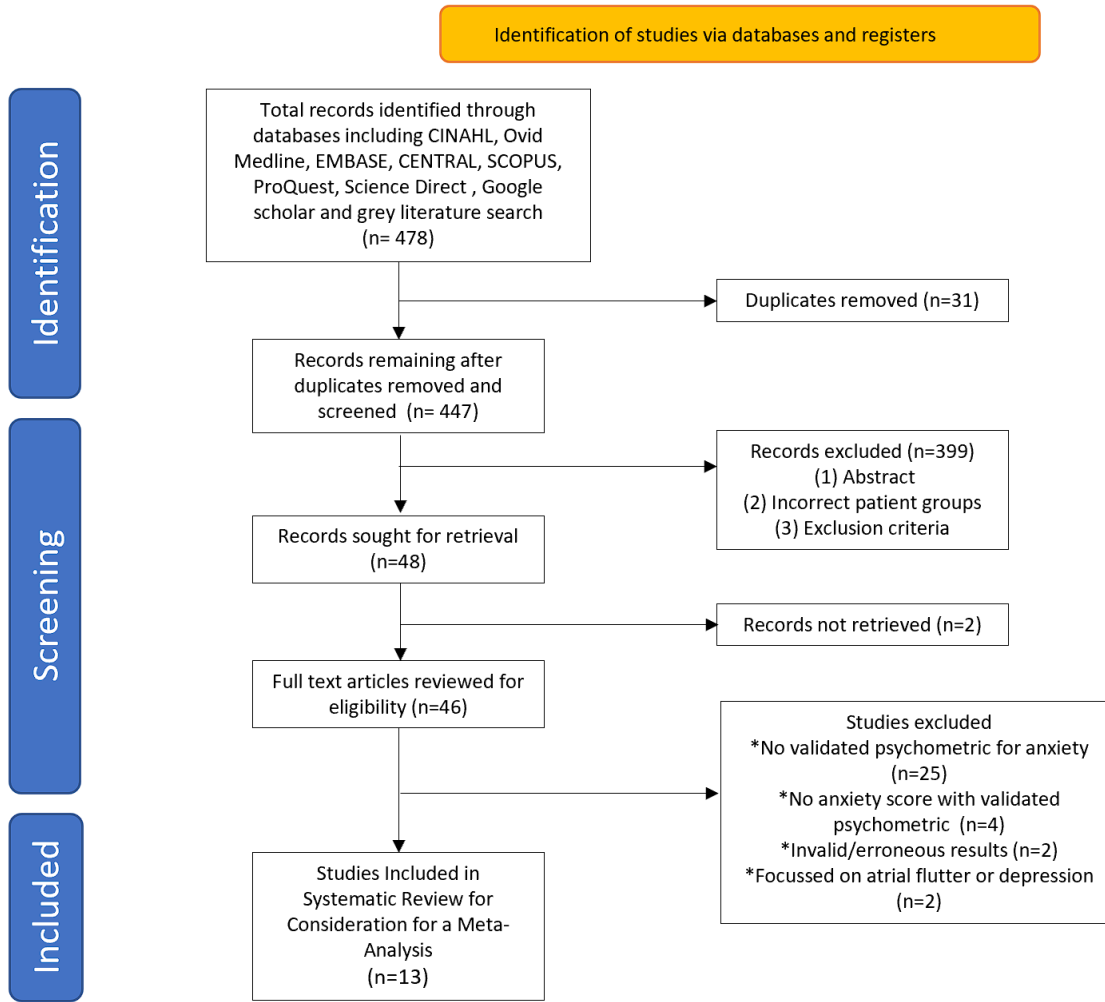 Identification of studies via databases and registers
Identification
Total records identified through
databases including CINAHL, Ovid
Medline, EMBASE, CENTRAL, SCOPUS,
ProQuest, Science Direct , Google
scholar and grey literature search
(n= 478)
Duplicates removed (n=31)
Records remaining after
duplicates removed and
screened (n= 447)
Screening
Records excluded (n=399)
(1) Abstract
(2) Incorrect patient groups
(3) Exclusion criteria
Records sought for retrieval
(n=48)
Records not retrieved (n=2)
Full text articles reviewed for
eligibility (n=46)
Studies excluded
*No validated psychometric for anxiety
(n=25)
*No anxiety score with validated
psychometric (n=4)
*Invalid/erroneous results (n=2)
*Focussed on atrial flutter or depression
(n=2)
Included
Studies Included in
Systematic Review for
Consideration for a Meta-
Analysis
(n=13)